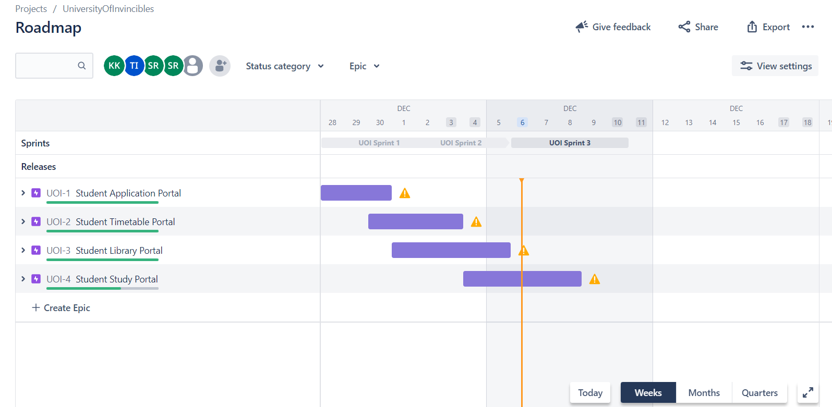 Projects / UniversityOfInvincibles
Roadmap
Give feedback
Share
Export
KK TI SR SR
Status category
Epic
View settings
DEC DEC DEC
28 29 30 1 2 3 4 5 6 7 8 9 10 11 12 13 14 15 16 17 18
Sprints
UOI Sprint 1 UOI Sprint 2 UOI Sprint 3
Releases
UOI-1 Student Application Portal
UOI-2 Student Timetable Portal
UOI-3 Student Library Portal
UOI-4 Student Study Portal
+ Create Epic
Today Weeks Months Quarters